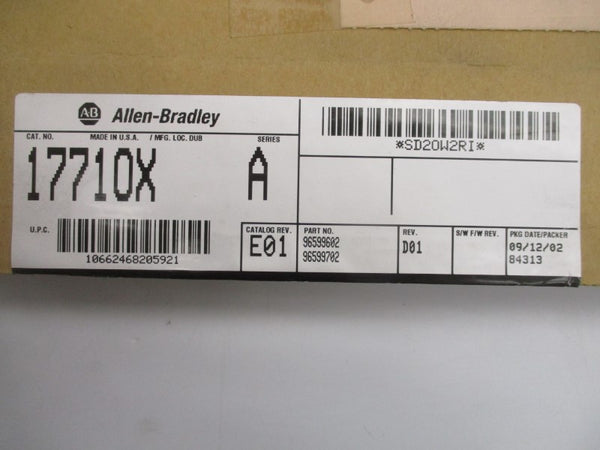 AB Allen-Bradley
CAT. NO. MADE IN U.S.A. / MFG. LOC. DUB SERIES
1771OX A
U.P.C.
10662468205921
*SD20W2RI*
CATALOG REV.
E01
PART NO.
96599602
96599702
REV.
D01
S/W F/W REV.
PKG DATE/PACKER
09/12/02
84313